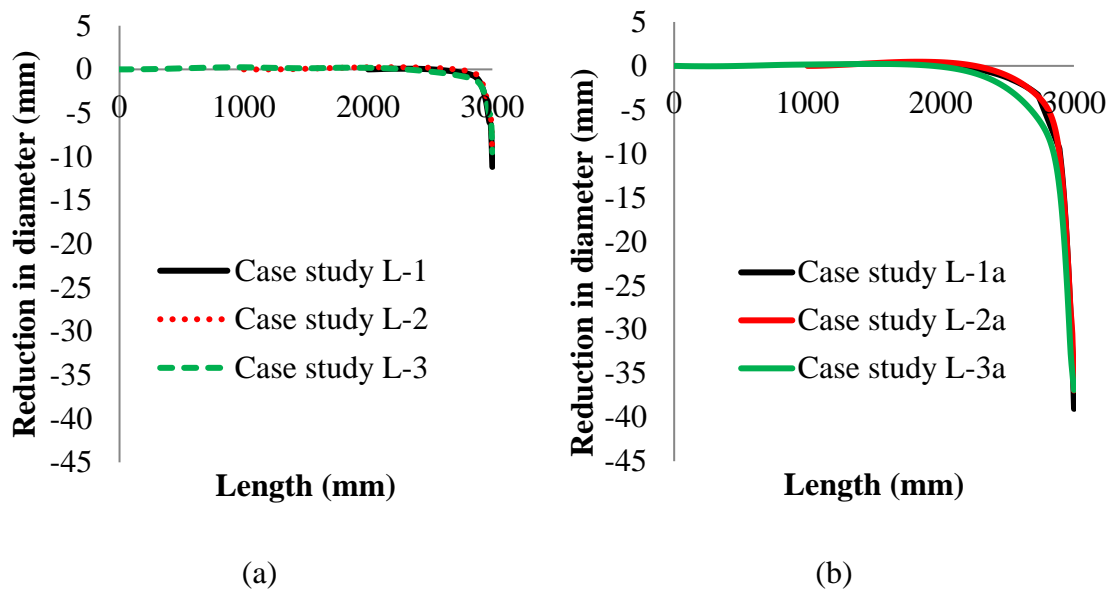 Reduction in diameter (mm)
5
0
-5
-10
-15
-20
-25
-30
-35
-40
-45
0 1000 2000 3000
Case study L-1
Case study L-2
Case study L-3
Length (mm)
(a)
Reduction in diameter (mm)
5
0
-5
-10
-15
-20
-25
-30
-35
-40
-45
0 1000 2000 3000
Case study L-1a
Case study L-2a
Case study L-3a
Length (mm)
(b)